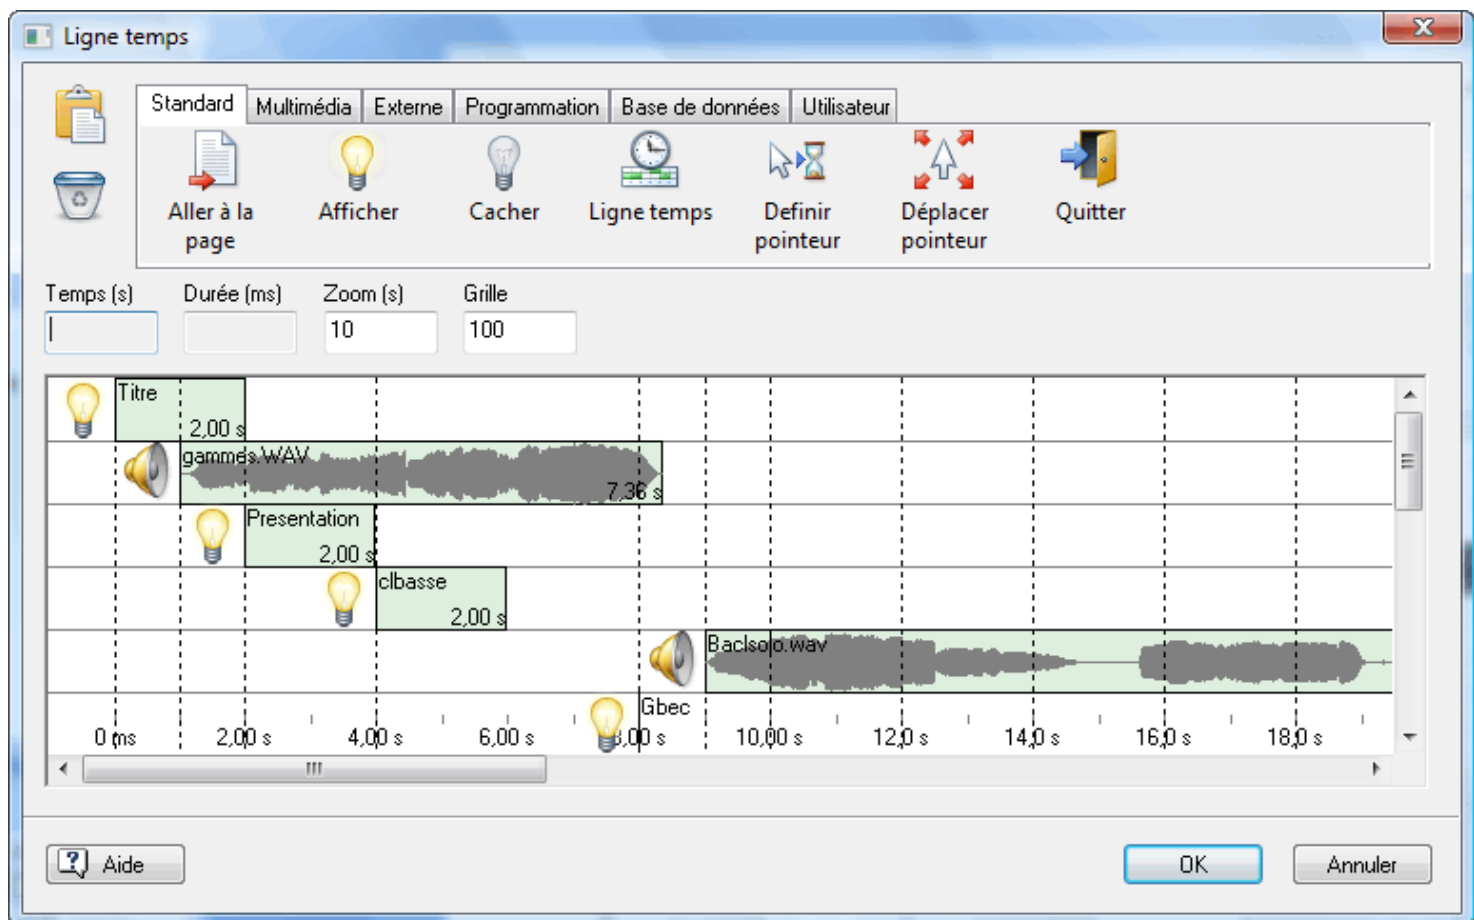 Ligne temps
Standard Multimédia Externe Programmation Base de données Utilisateur
Aller à la page Afficher Cacher Ligne temps Definir pointeur Déplacer pointeur Quitter
Temps (s) Durée (ms) Zoom (s) Grille
10 100
Titre
2,00 s
gammes.WAV
7,36 s
Presentation
2,00 s
clbasse
2,00 s
Baclsolo.wav
Gbec
0 ms 2,00 s 4,00 s 6,00 s 8,00 s 10,00 s 12,0 s 14,0 s 16,0 s 18,0 s
Aide OK Annuler